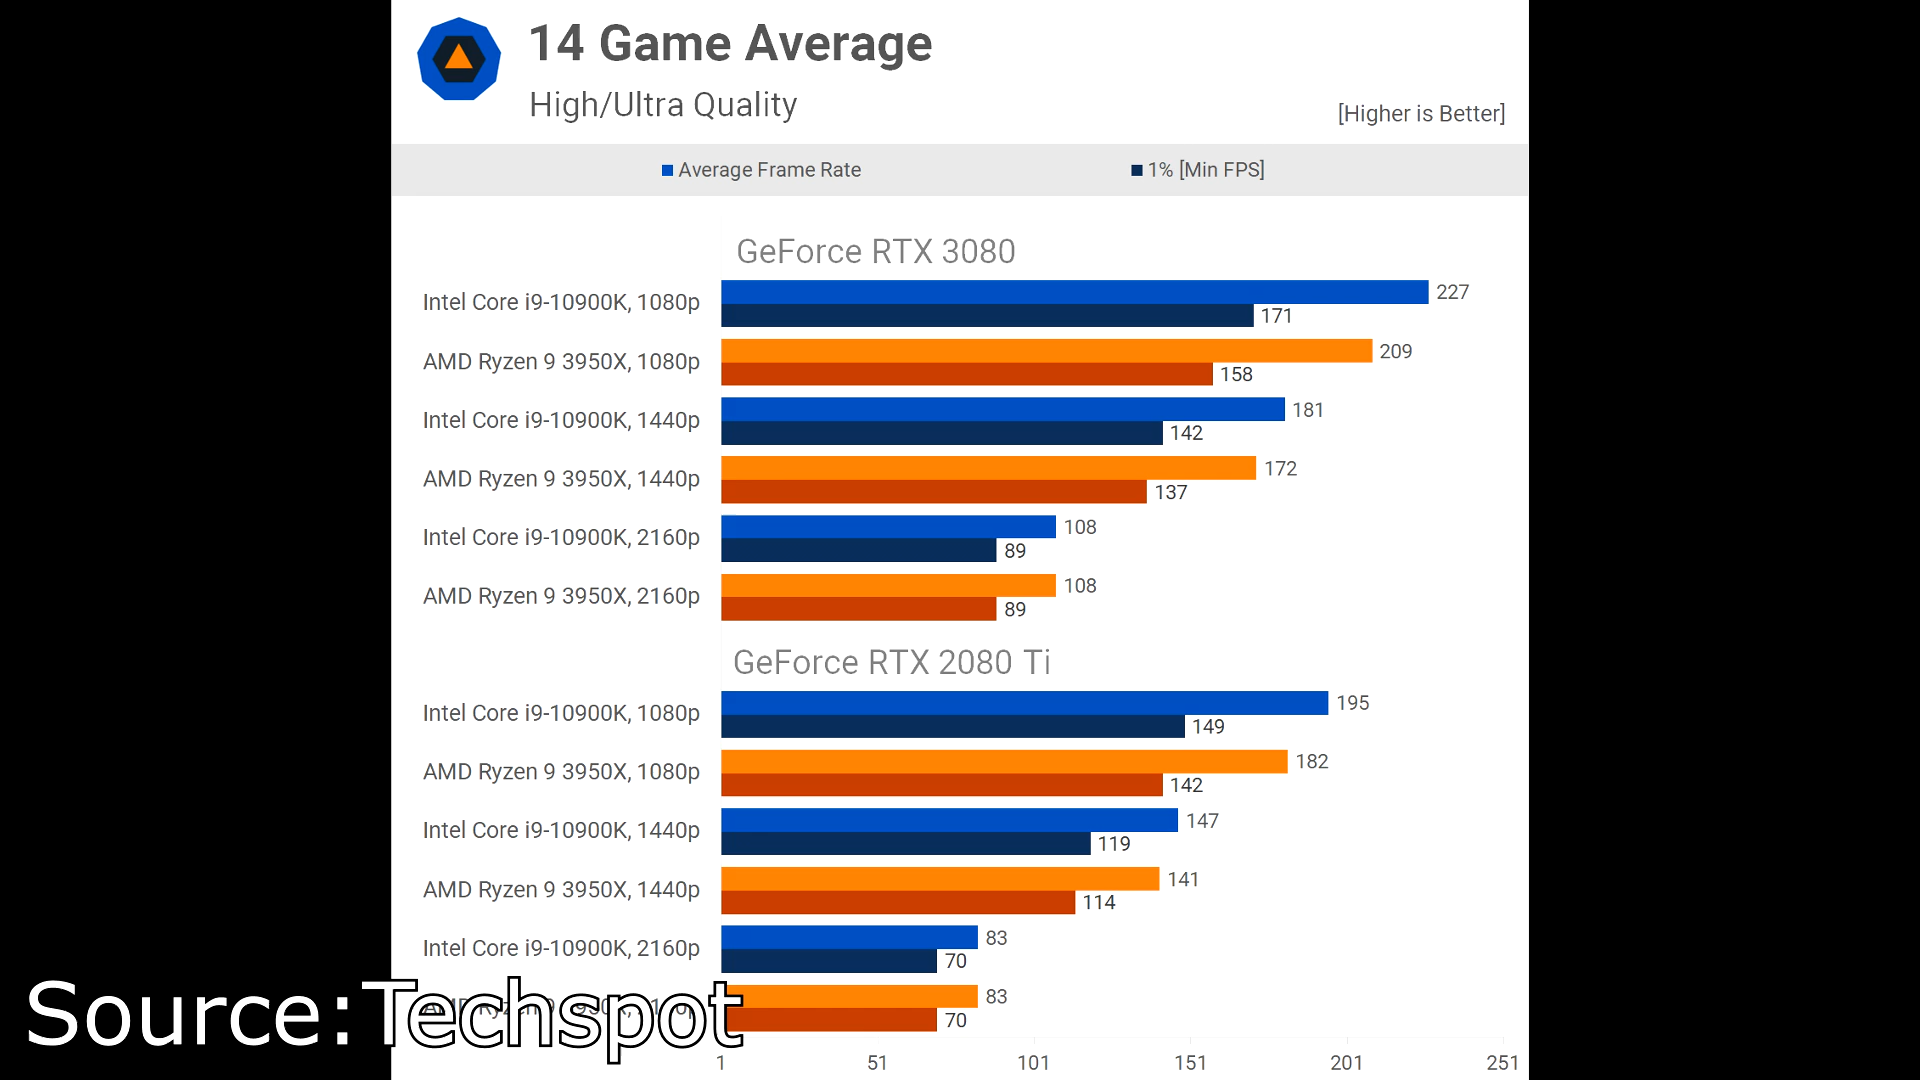 14 Game Average
High/Ultra Quality
[Higher is Better]
Average Frame Rate
1% [Min FPS]
GeForce RTX 3080
Intel Core i9-10900K, 1080p
227
171
AMD Ryzen 9 3950X, 1080p
209
158
Intel Core i9-10900K, 1440p
181
142
AMD Ryzen 9 3950X, 1440p
172
137
Intel Core i9-10900K, 2160p
108
89
AMD Ryzen 9 3950X, 2160p
108
89
GeForce RTX 2080 Ti
Intel Core i9-10900K, 1080p
195
149
AMD Ryzen 9 3950X, 1080p
182
142
Intel Core i9-10900K, 1440p
147
119
AMD Ryzen 9 3950X, 1440p
141
114
Intel Core i9-10900K, 2160p
83
70
83
70
Source:Techspot
1 51 101 151 201 251